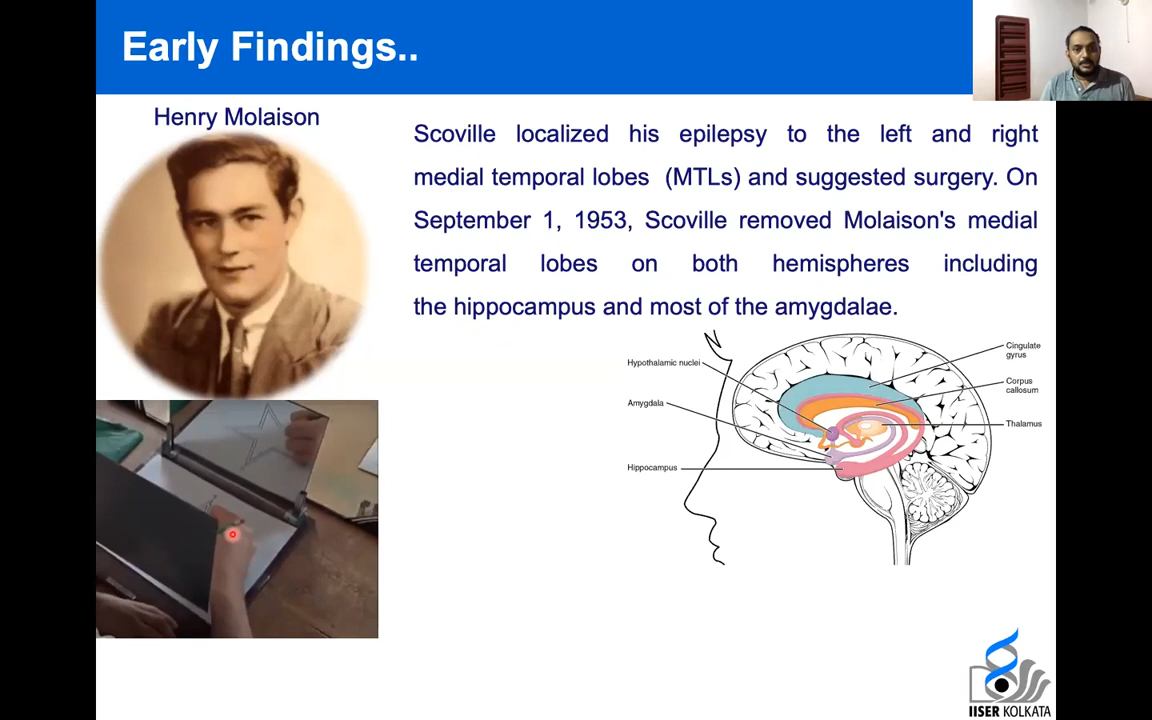 Early Findings..
Henry Molaison
Scoville localized his epilepsy to the left and right
medial temporal lobes (MTLs) and suggested surgery. On
September 1, 1953, Scoville removed Molaison's medial
temporal lobes on both hemispheres including
the hippocampus and most of the amygdalae.
Hypothalamic nuclei
Amygdala
Hippocampus
Cingulate
gyrus
Corpus
callosum
Thalamus
IISER KOLKATA